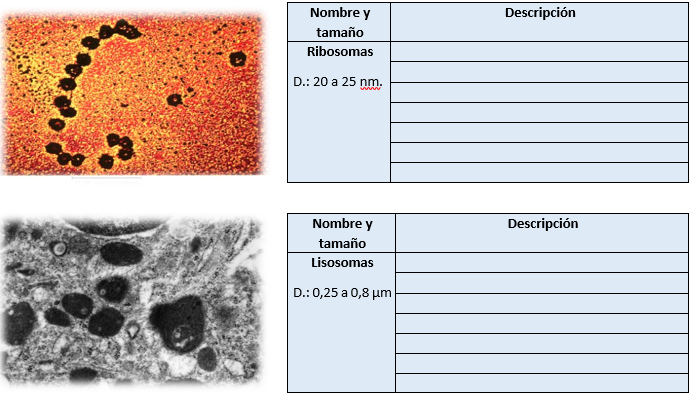 Nombre y
tamaño
Descripción
Ribosomas
D.: 20 a 25 nm.
Nombre y
tamaño
Descripción
Lisosomas
D.: 0,25 a 0,8 µm